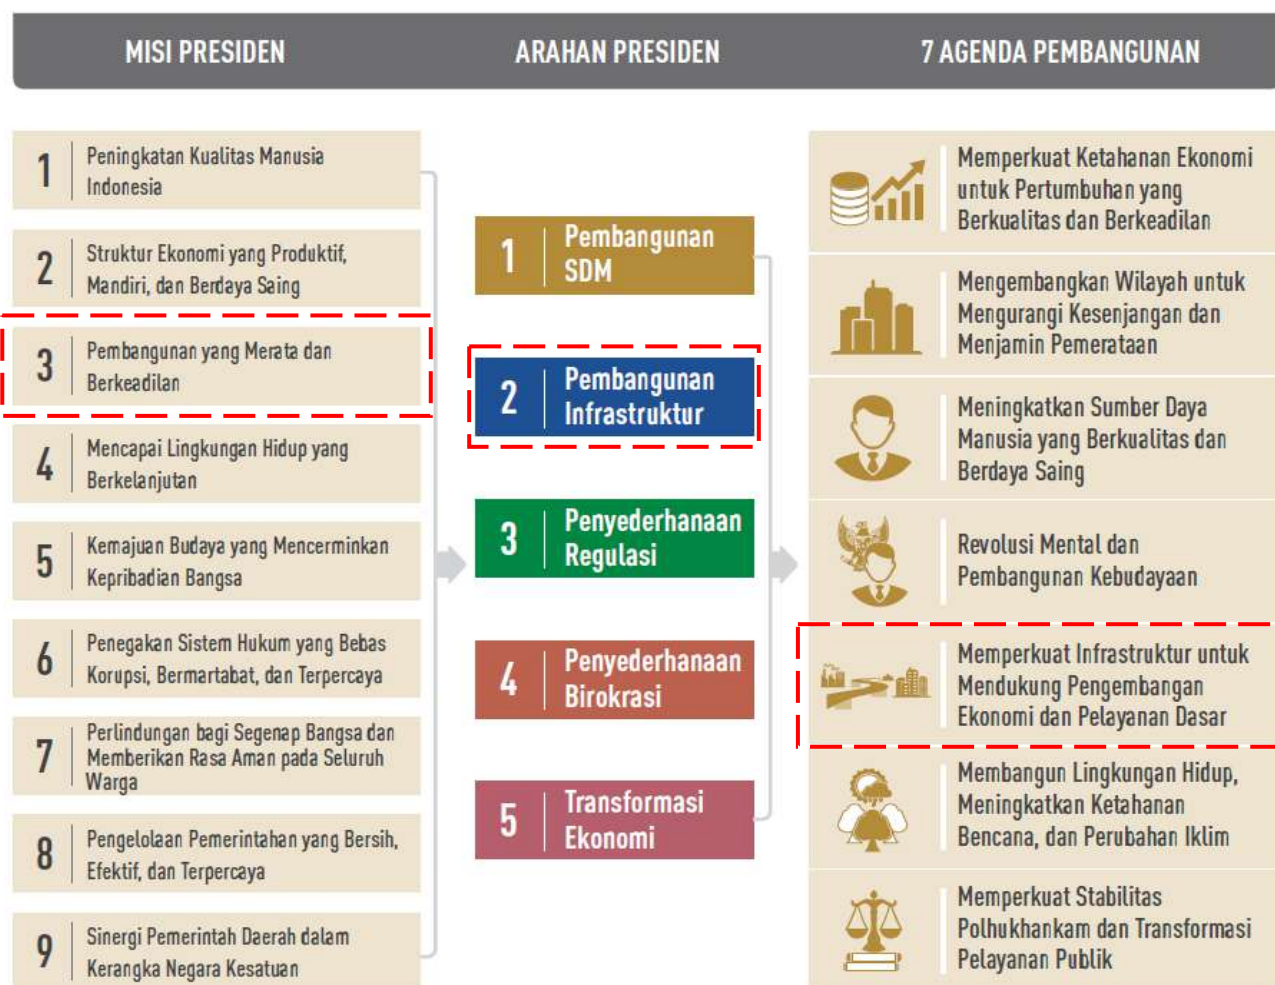 MISI PRESIDEN
ARAHAN PRESIDEN
7 AGENDA PEMBANGUNAN
1
Peningkatan Kualitas Manusia
Indonesia
2
Struktur Ekonomi yang Produktif,
Mandiri, dan Berdaya Saing
3
Pembangunan yang Merata dan
Berkeadilan
4
Mencapai Lingkungan Hidup yang
Berkelanjutan
5
Kemajuan Budaya yang Mencerminkan
Kepribadian Bangsa
6
Penegakan Sistem Hukum yang Bebas
Korupsi, Bermartabat, dan Terpercaya
7
Perlindungan bagi Segenap Bangsa dan
Memberikan Rasa Aman pada Seluruh
Warga
8
Pengelolaan Pemerintahan yang Bersih,
Efektif, dan Terpercaya
9
Sinergi Pemerintah Daerah dalam
Kerangka Negara Kesatuan
1
Pembangunan
SDM
2
Pembangunan
Infrastruktur
3
Penyederhanaan
Regulasi
4
Penyederhanaan
Birokrasi
5
Transformasi
Ekonomi
Memperkuat Ketahanan Ekonomi
untuk Pertumbuhan yang
Berkualitas dan Berkeadilan
Mengembangkan Wilayah untuk
Mengurangi Kesenjangan dan
Menjamin Pemerataan
Meningkatkan Sumber Daya
Manusia yang Berkualitas dan
Berdaya Saing
Revolusi Mental dan
Pembangunan Kebudayaan
Memperkuat Infrastruktur untuk
Mendukung Pengembangan
Ekonomi dan Pelayanan Dasar
Membangun Lingkungan Hidup,
Meningkatkan Ketahanan
Bencana, dan Perubahan Iklim
Memperkuat Stabilitas
Polhukhankam dan Transformasi
Pelayanan Publik